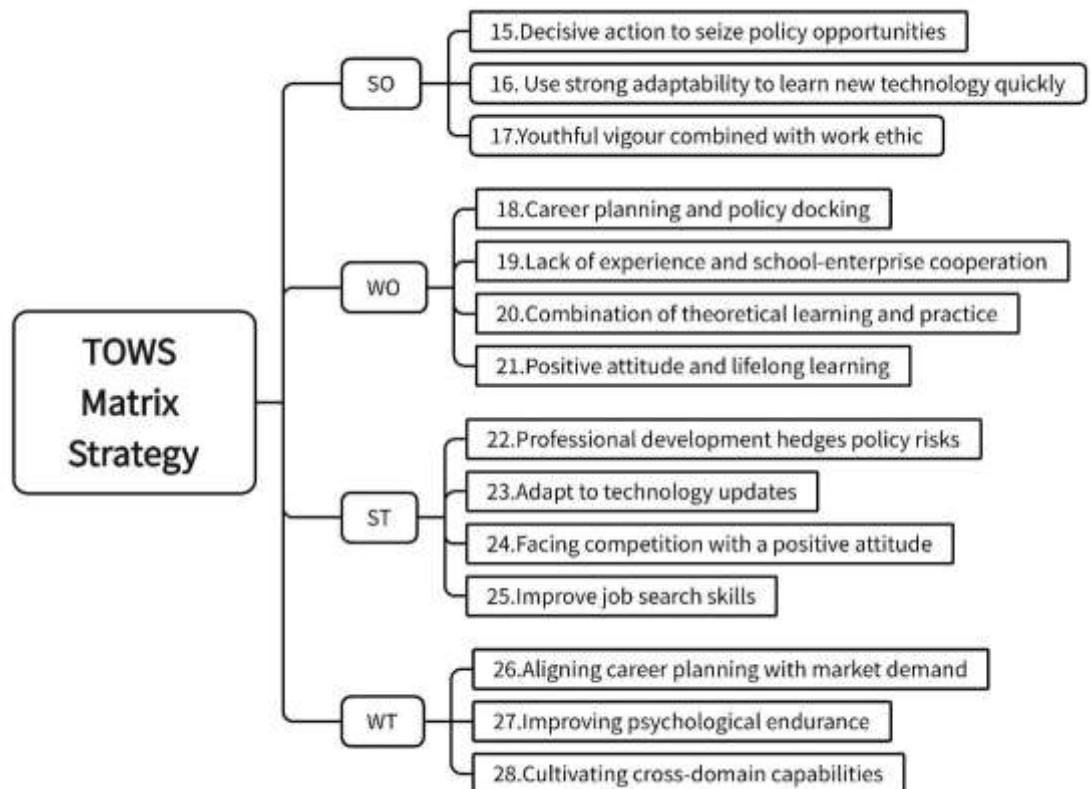 TOWS
Matrix
Strategy
SO
15.Decisive action to seize policy opportunities
16. Use strong adaptability to learn new technology quickly
17.Youthful vigour combined with work ethic
WO
18.Career planning and policy docking
19.Lack of experience and school-enterprise cooperation
20.Combination of theoretical learning and practice
21.Positive attitude and lifelong learning
ST
22.Professional development hedges policy risks
23.Adapt to technology updates
24.Facing competition with a positive attitude
25.Improve job search skills
WT
26.Aligning career planning with market demand
27.Improving psychological endurance
28.Cultivating cross-domain capabilities